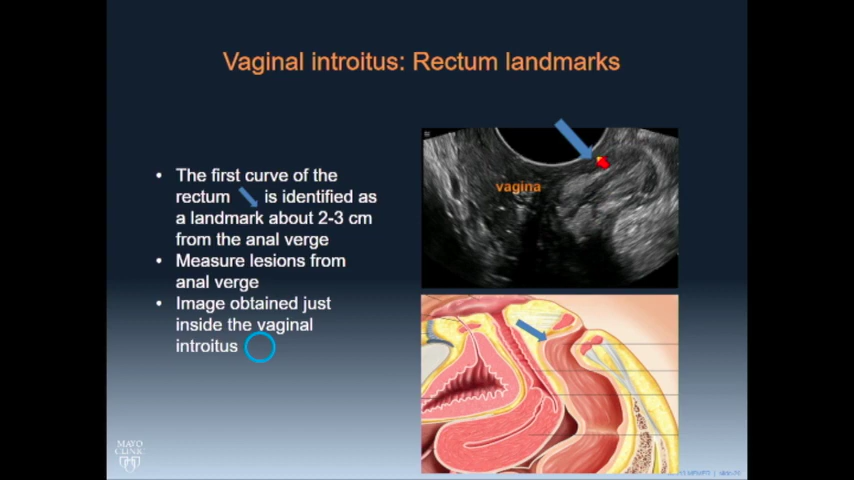 Vaginal introitus: Rectum landmarks
• The first curve of the
rectum is identified as
a landmark about 2-3 cm
from the anal verge
• Measure lesions from
anal verge
• Image obtained just
inside the vaginal
introitus
vagina
MAYO
CLINIC